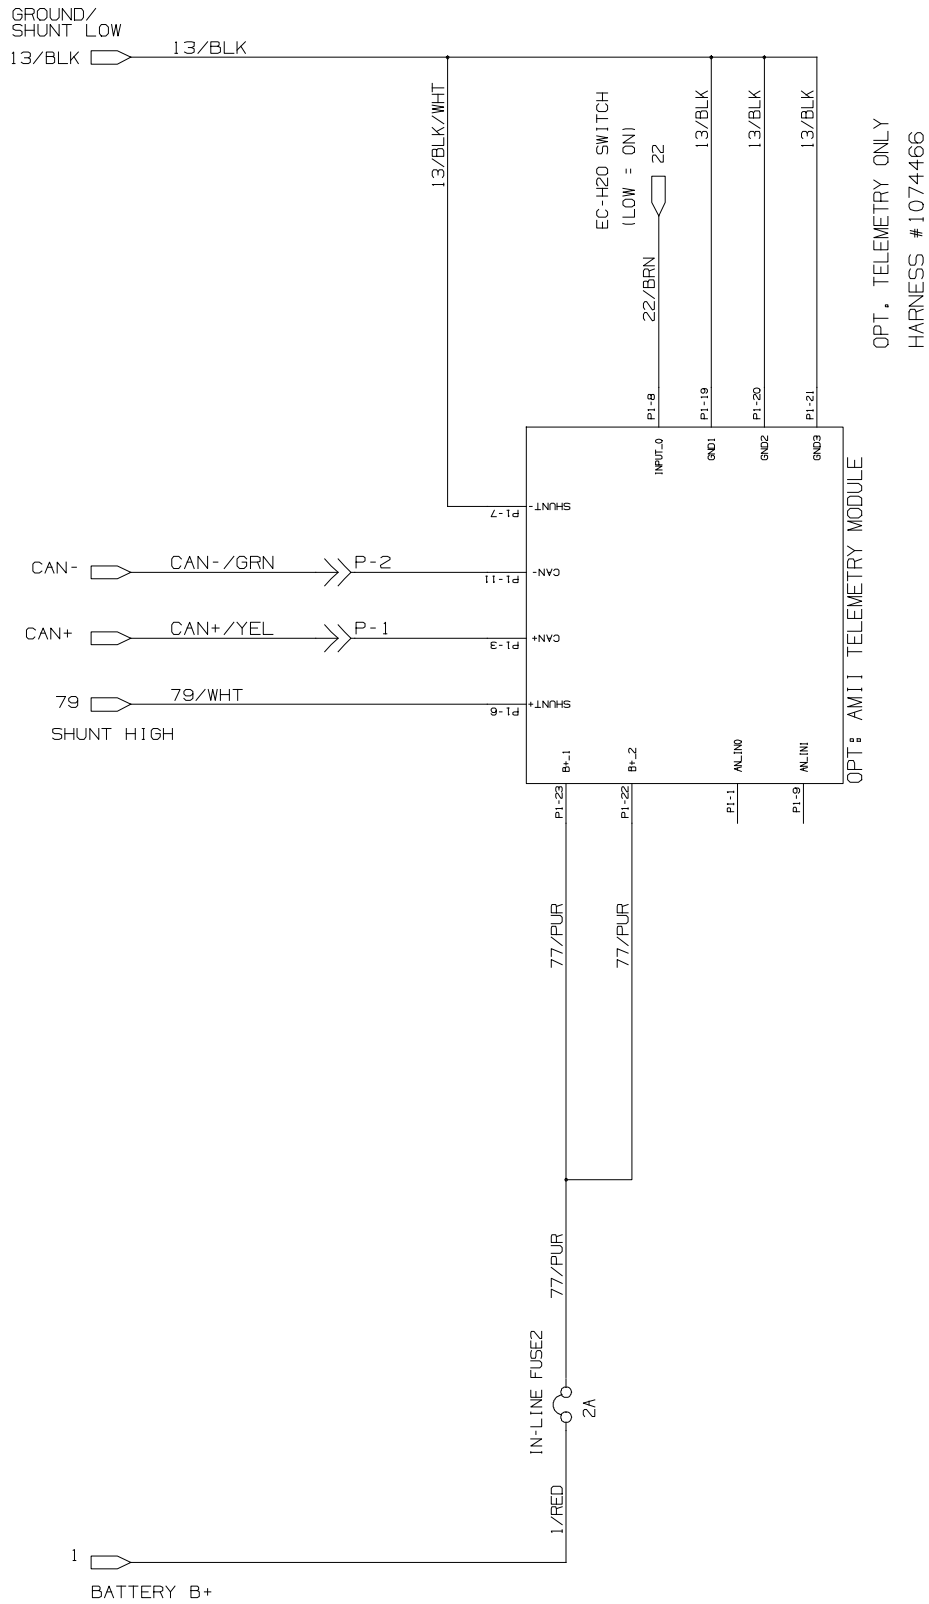 GROUND/
SHUNT LOW
13/BLK
13/BLK
13/BLK/WHT
EC-H2O SWITCH
(LOW = ON)
22
22/BRN
13/BLK
13/BLK
13/BLK
OPT. TELEMETRY ONLY
HARNESS #1074466
P1-8
P1-19
P1-20
P1-21
INPUT_0
GND1
GND2
GND3
P1-7
SHUNT-
CAN-
CAN-/GRN
P-2
P1-11
CAN-
CAN+
CAN+/YEL
P-1
P1-3
CAN+
79
79/WHT
P1-6
SHUNT+
SHUNT HIGH
OPT: AMII TELEMETRY MODULE
B+_1
B+_2
AN_IN0
AN_IN1
P1-23
P1-22
P1-1
P1-9
77/PUR
77/PUR
77/PUR
IN-LINE FUSE2
2A
1/RED
1
BATTERY B+